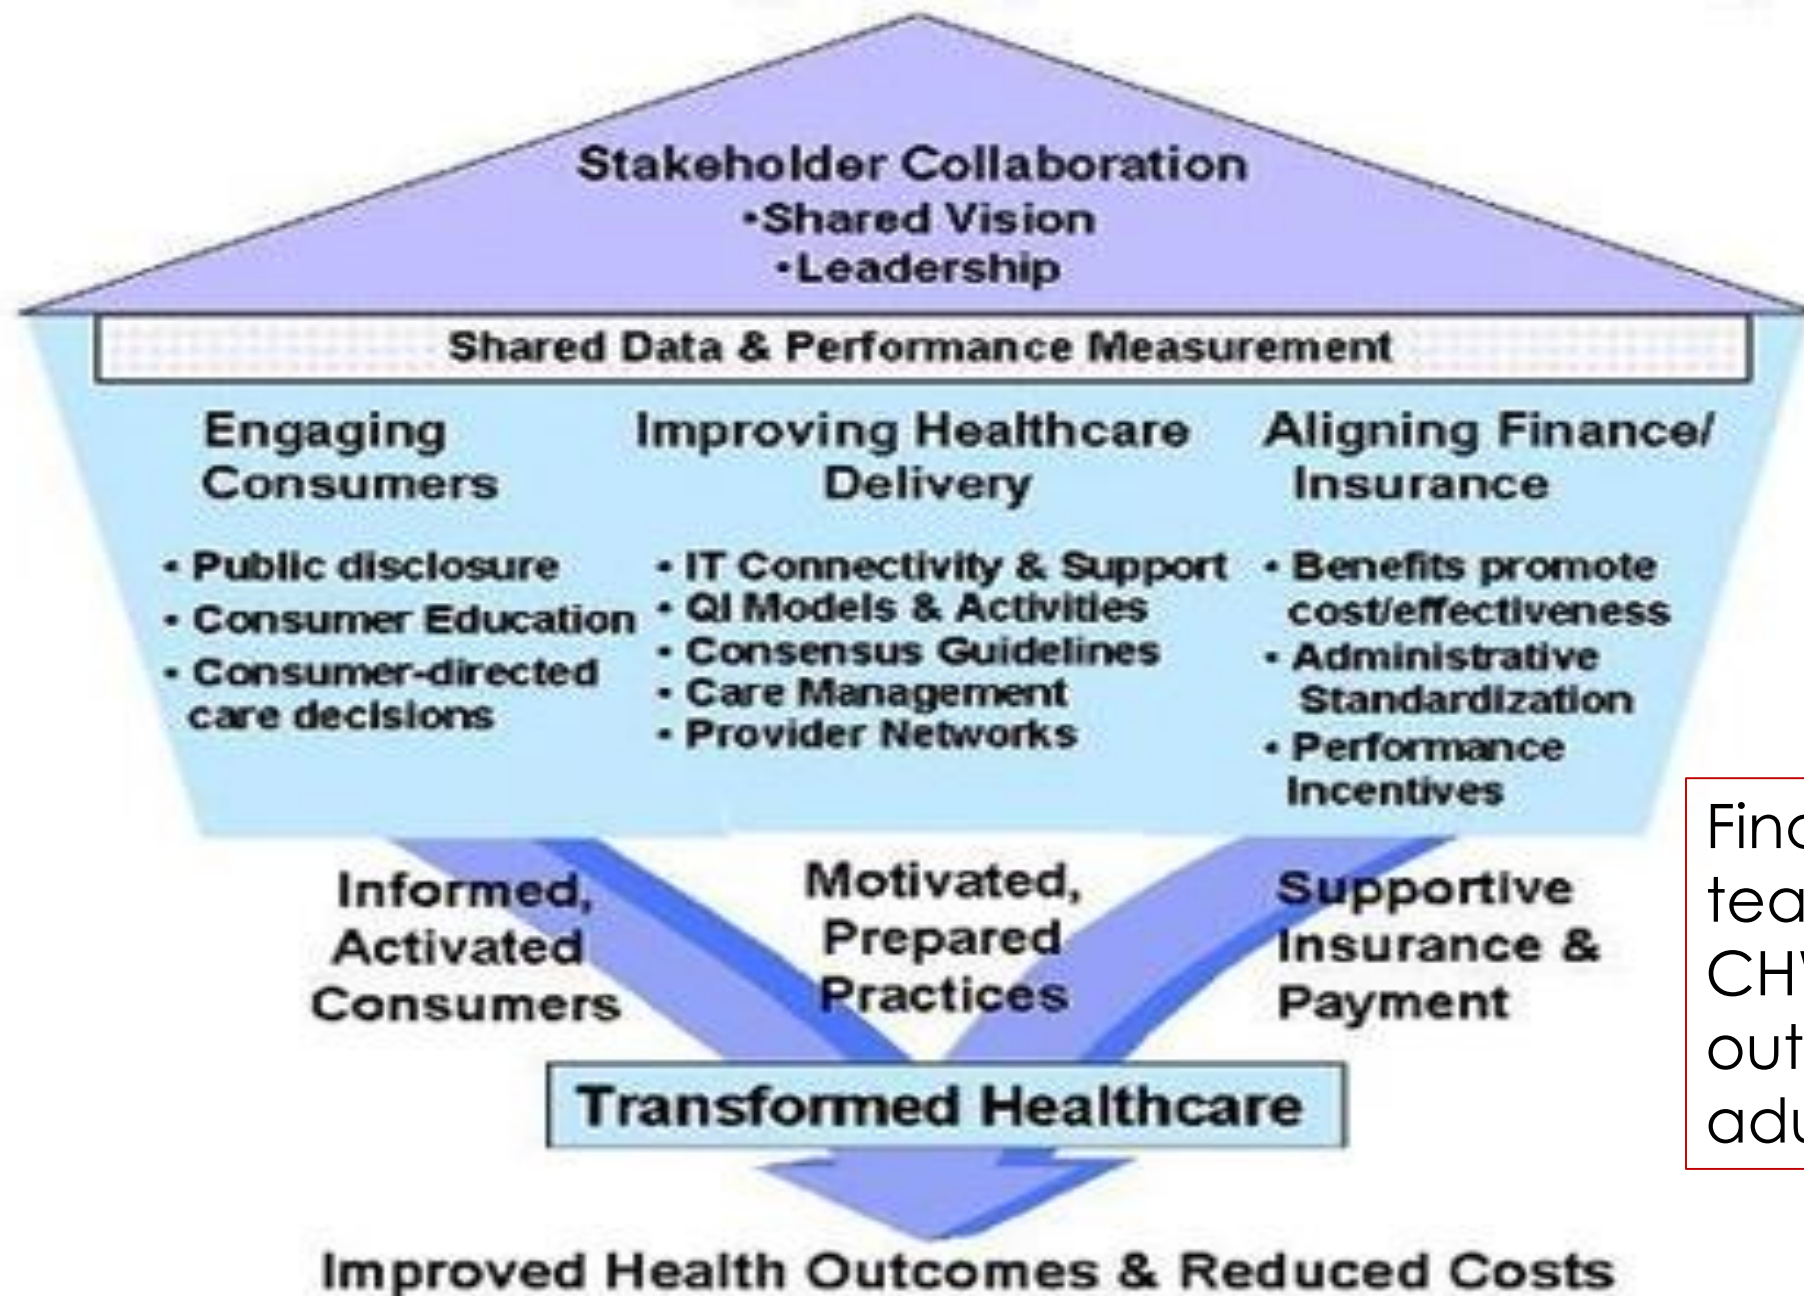 Stakeholder Collaboration
•Shared Vision
•Leadership
Shared Data & Performance Measurement
Engaging
Consumers
• Public disclosure
• Consumer Education
• Consumer-directed
care decisions
Improving Healthcare
Delivery
• IT Connectivity & Support
• QI Models & Activities
• Consensus Guidelines
• Care Management
• Provider Networks
Aligning Finance/
Insurance
• Benefits promote
cost/effectiveness
• Administrative
Standardization
• Performance
Incentives
Informed,
Activated
Consumers
Motivated,
Prepared
Practices
Supportive
Insurance &
Payment
Transformed Healthcare
Improved Health Outcomes & Reduced Costs